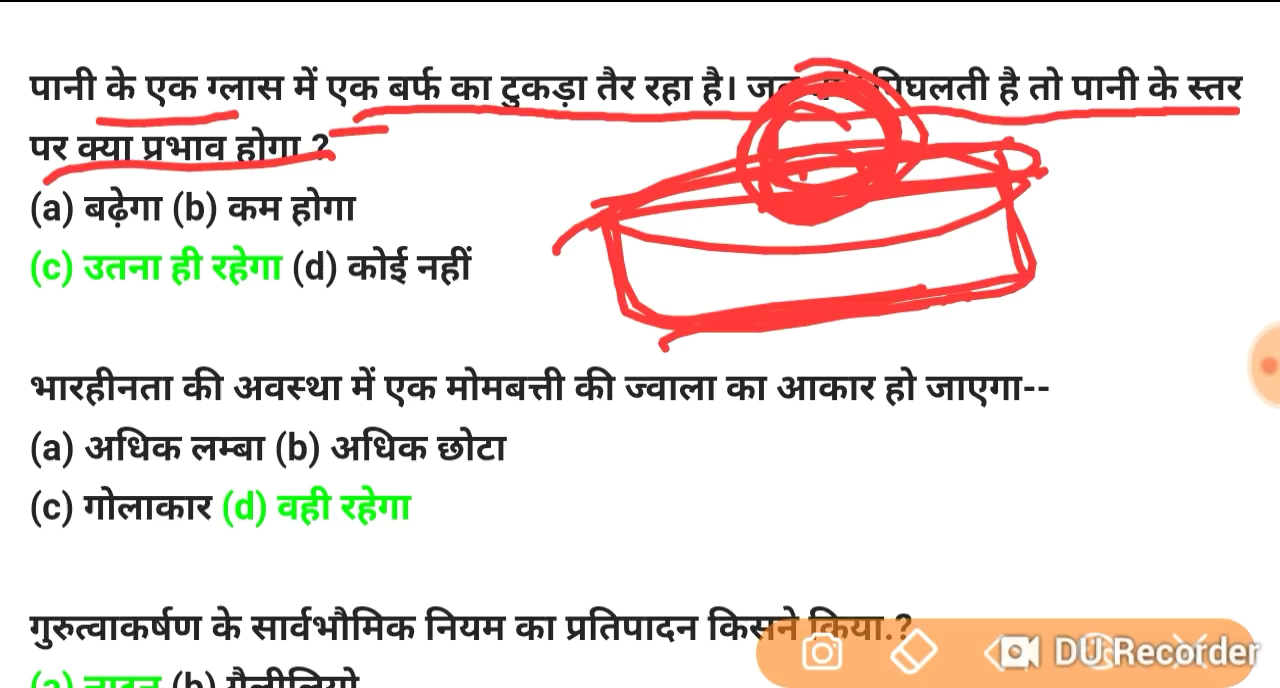 पानी के एक ग्लास में एक बर्फ का टुकड़ा तैर रहा है। पिघलती है तो पानी के स्तर
पर क्या प्रभाव होगा ?
(a) बढ़ेगा (b) कम होगा
(c) उतना ही रहेगा (d) कोई नहीं
भारहीनता की अवस्था में एक मोमबत्ती की ज्वाला का आकार हो जाएगा--
(a) अधिक लम्बा (b) अधिक छोटा
(c) गोलाकार (d) वही रहेगा
गुरुत्वाकर्षण के सार्वभौमिक नियम का प्रतिपादन किसने किया.?
DU Recorder
(b) गैलीलियो